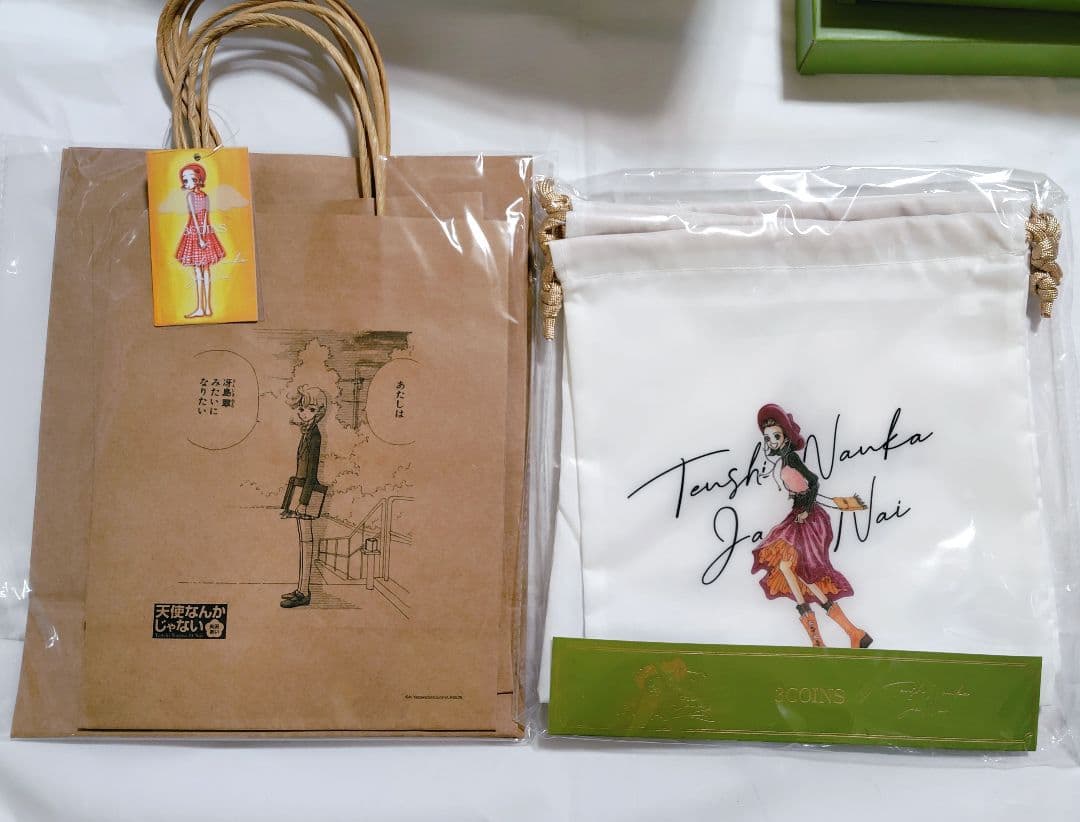 3COINS
あたしは
冴島翠
みたいに
なりたい
天使なんか
じゃない
Tenshi Nanka
Ja Nai
3COINS